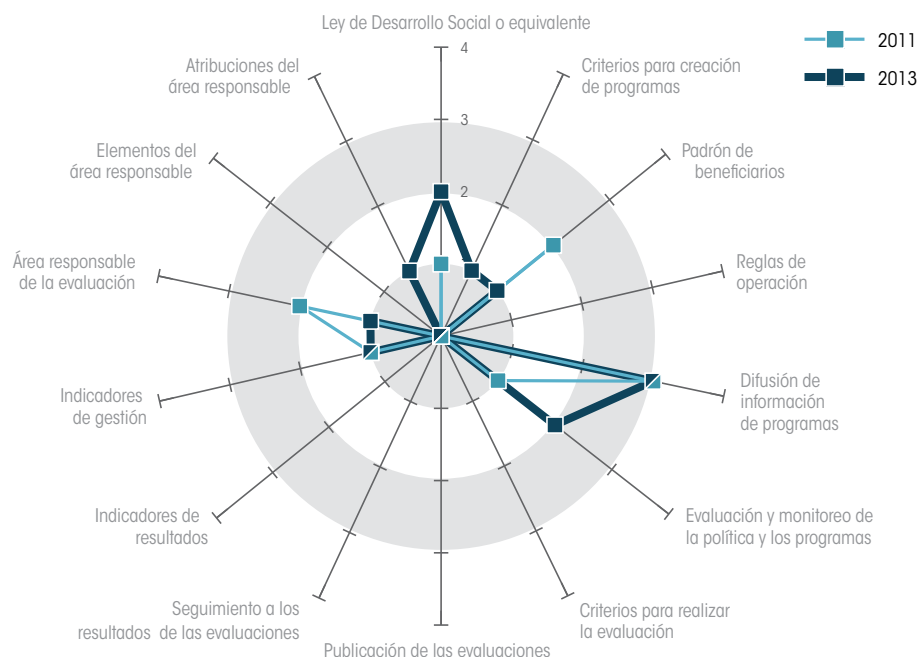 Ley de Desarrollo Social o equivalente
4
3
2
2011
2013
Criterios para creación
de programas
Padrón de
beneficiarios
Reglas de
operación
Difusión de
información
de programas
Evaluación y monitoreo de
la política y los programas
Criterios para realizar
la evaluación
Publicación de las evaluaciones
Seguimiento a los
resultados de las evaluaciones
Indicadores de
resultados
Indicadores
de gestión
Área responsable
de la evaluación
Elementos del
área responsable
Atribuciones del
área responsable